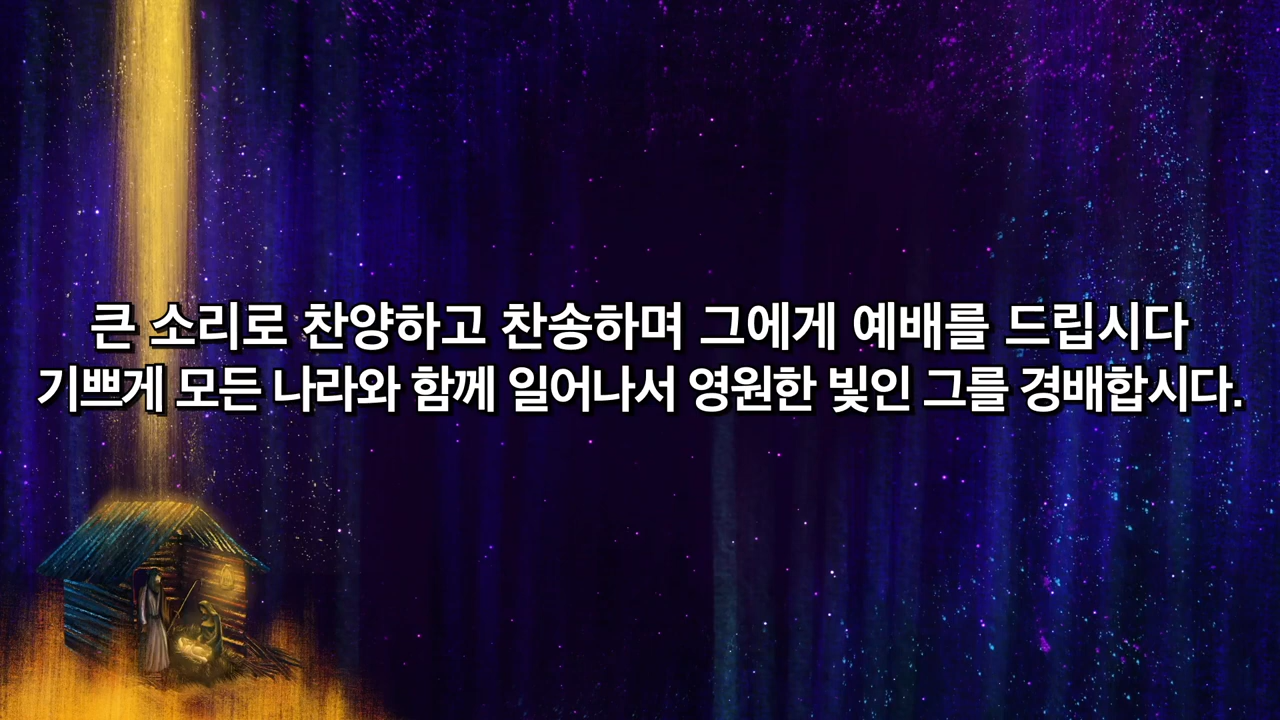 큰 소리로 찬양하고 찬송하며 그에게 예배를 드립시다
기쁘게 모든 나라와 함께 일어나서 영원한 빛인 그를 경배합시다.